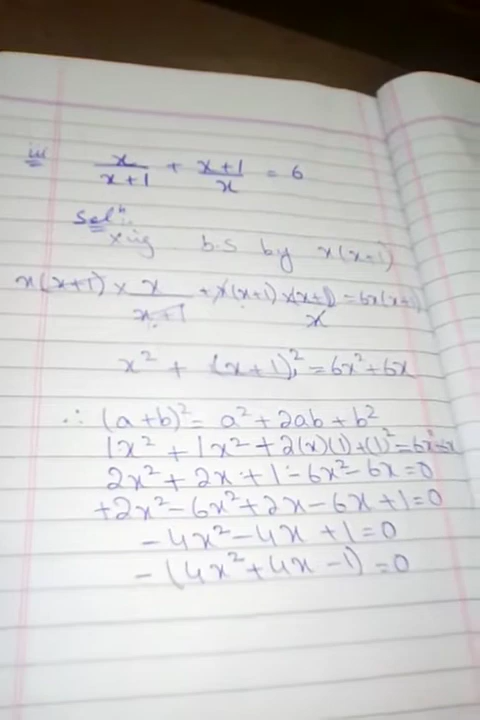 iii x/(x+1) + (x+1)/x = 6
Solⁿ:
xing b.s by x(x+1)
x(x+1) × x/(x+1) + x(x+1) × (x+1)/x = 6x(x+1)
x² + (x+1)² = 6x² + 6x
∴ (a+b)² = a² + 2ab + b²
1x² + 1x² + 2(x)(1) + (1)² = 6x²+6x
2x² + 2x + 1 - 6x² - 6x = 0
+2x² - 6x² + 2x - 6x + 1 = 0
-4x² - 4x + 1 = 0
-(4x² + 4x - 1) = 0